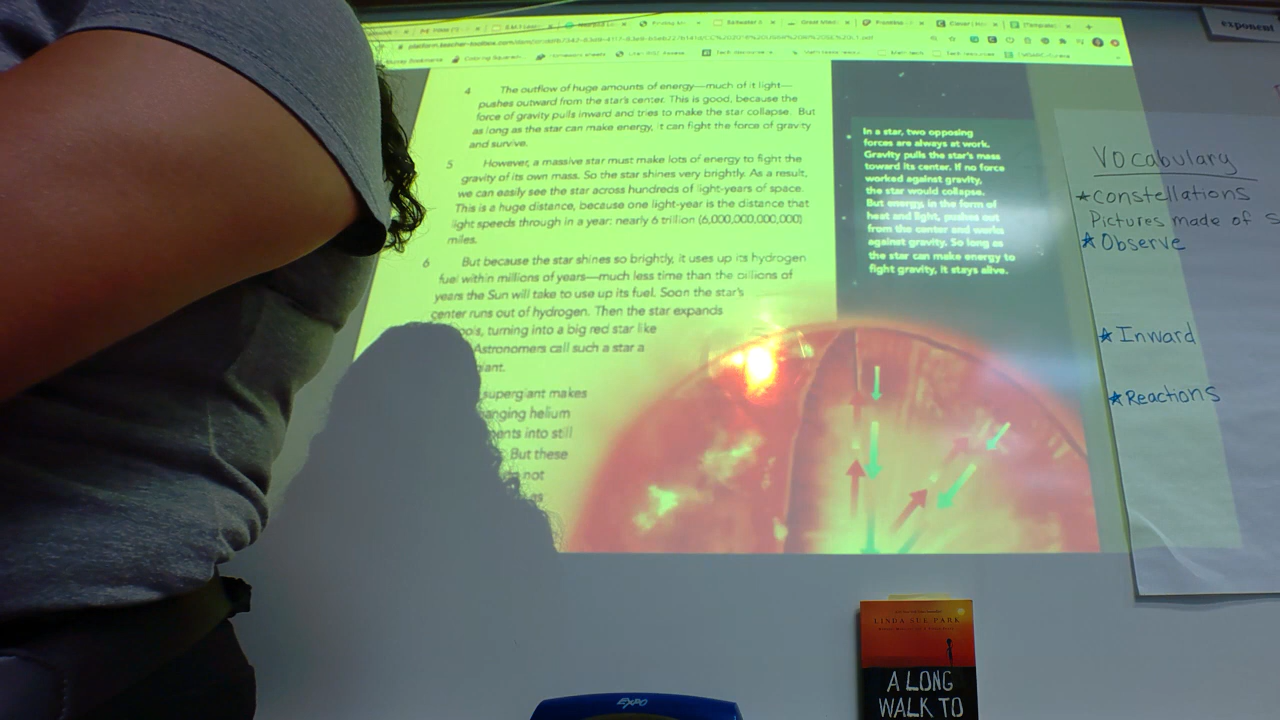 exponent
4 The outflow of huge amounts of energy—much of it light—
pushes outward from the star's center. This is good, because the
force of gravity pulls inward and tries to make the star collapse. But
as long as the star can make energy, it can fight the force of gravity
and survive.
5 However, a massive star must make lots of energy to fight the
gravity of its own mass. So the star shines very brightly. As a result,
we can easily see the star across hundreds of light-years of space.
This is a huge distance, because one light-year is the distance that
light speeds through in a year: nearly 6 trillion (6,000,000,000,000)
miles.
6 But because the star shines so brightly, it uses up its hydrogen
fuel within millions of years—much less time than the billions of
years the Sun will take to use up its fuel. Soon the star's
center runs out of hydrogen. Then the star expands
turning into a big red star like
Astronomers call such a star a
supergiant makes
helium
into still
But these
not
as
In a star, two opposing
forces are always at work.
Gravity pulls the star's mass
toward its center. If no force
worked against gravity,
the star would collapse.
But energy, in the form of
heat and light, pushes out
from the center and works
against gravity. So long as
the star can make energy to
fight gravity, it stays alive.
Vocabulary
★constellations
Pictures made of S
★Observe
★Inward
★Reactions
LINDA SUE PARK
A LONG
WALK TO
EXPO